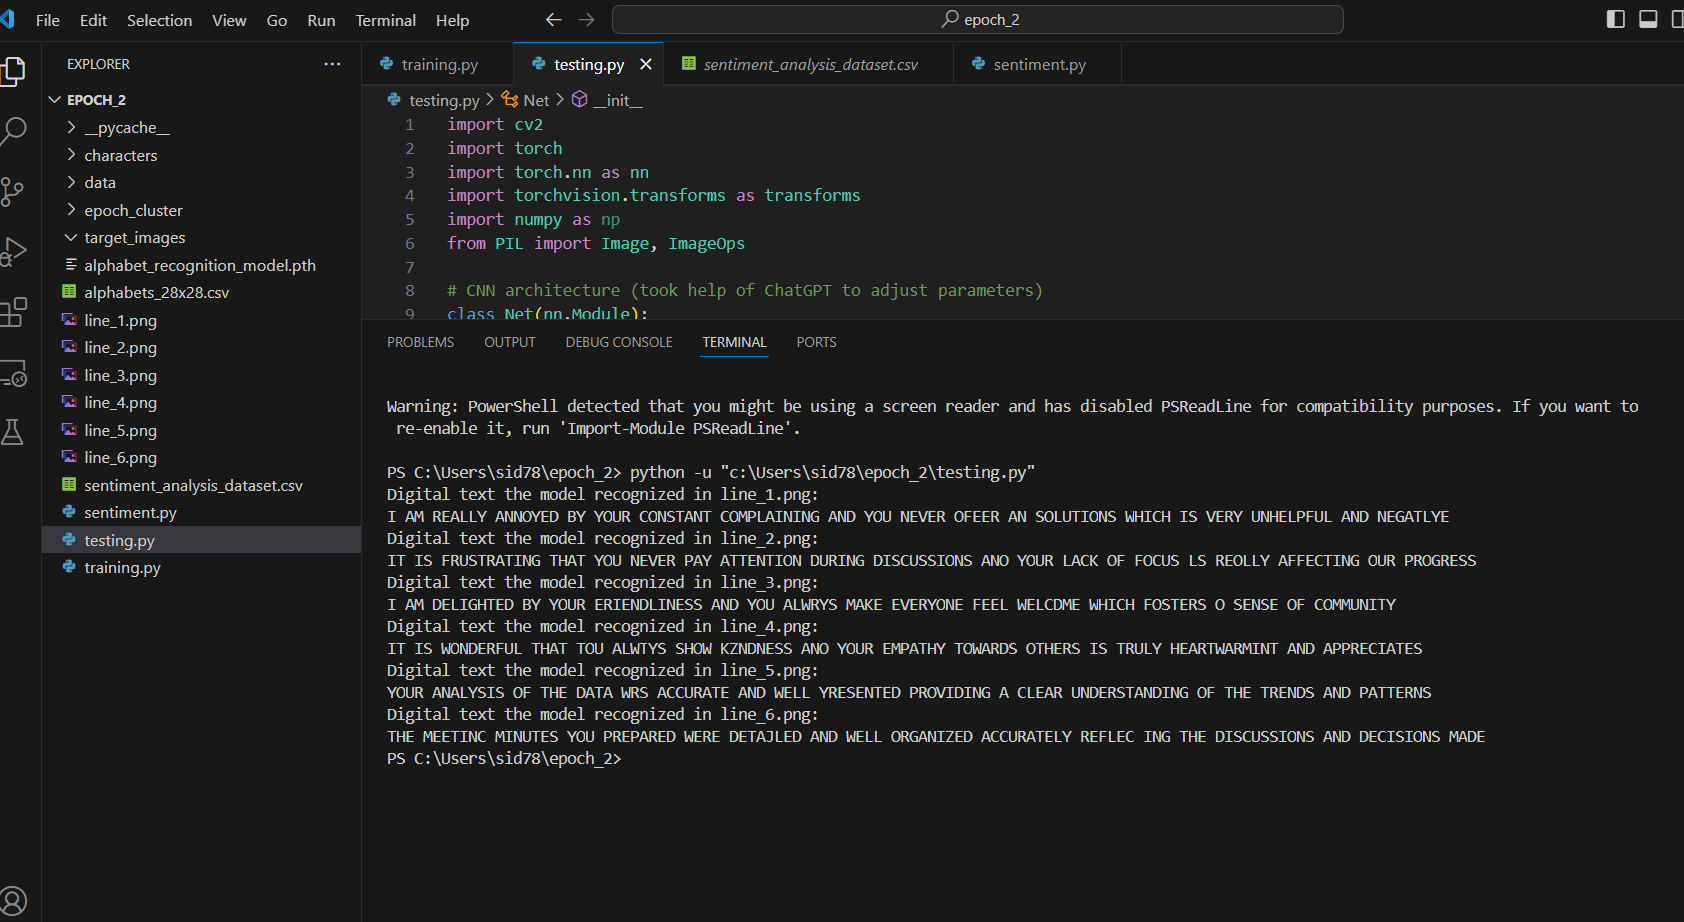 File Edit Selection View Go Run Terminal Help
epoch_2
EXPLORER
EPOCH_2
__pycache__
characters
data
epoch_cluster
target_images
alphabet_recognition_model.pth
alphabets_28x28.csv
line_1.png
line_2.png
line_3.png
line_4.png
line_5.png
line_6.png
sentiment_analysis_dataset.csv
sentiment.py
testing.py
training.py
training.py testing.py sentiment_analysis_dataset.csv sentiment.py
testing.py > Net > __init__
1 import cv2
2 import torch
3 import torch.nn as nn
4 import torchvision.transforms as transforms
5 import numpy as np
6 from PIL import Image, ImageOps
7
8 # CNN architecture (took help of ChatGPT to adjust parameters)
9 class Net(nn.Module):
PROBLEMS OUTPUT DEBUG CONSOLE TERMINAL PORTS
Warning: PowerShell detected that you might be using a screen reader and has disabled PSReadLine for compatibility purposes. If you want to
re-enable it, run 'Import-Module PSReadLine'.
PS C:\Users\sid78\epoch_2> python -u "c:\Users\sid78\epoch_2\testing.py"
Digital text the model recognized in line_1.png:
I AM REALLY ANNOYED BY YOUR CONSTANT COMPLAINING AND YOU NEVER OFEER AN SOLUTIONS WHICH IS VERY UNHELPFUL AND NEGATLYE
Digital text the model recognized in line_2.png:
IT IS FRUSTRATING THAT YOU NEVER PAY ATTENTION DURING DISCUSSIONS ANO YOUR LACK OF FOCUS LS REOLLY AFFECTING OUR PROGRESS
Digital text the model recognized in line_3.png:
I AM DELIGHTED BY YOUR ERIENDLINESS AND YOU ALWRYS MAKE EVERYONE FEEL WELCDME WHICH FOSTERS O SENSE OF COMMUNITY
Digital text the model recognized in line_4.png:
IT IS WONDERFUL THAT TOU ALWTYS SHOW KZNDNESS ANO YOUR EMPATHY TOWARDS OTHERS IS TRULY HEARTWARMINT AND APPRECIATES
Digital text the model recognized in line_5.png:
YOUR ANALYSIS OF THE DATA WRS ACCURATE AND WELL YRESENTED PROVIDING A CLEAR UNDERSTANDING OF THE TRENDS AND PATTERNS
Digital text the model recognized in line_6.png:
THE MEETINC MINUTES YOU PREPARED WERE DETAJLED AND WELL ORGANIZED ACCURATELY REFLEC ING THE DISCUSSIONS AND DECISIONS MADE
PS C:\Users\sid78\epoch_2>